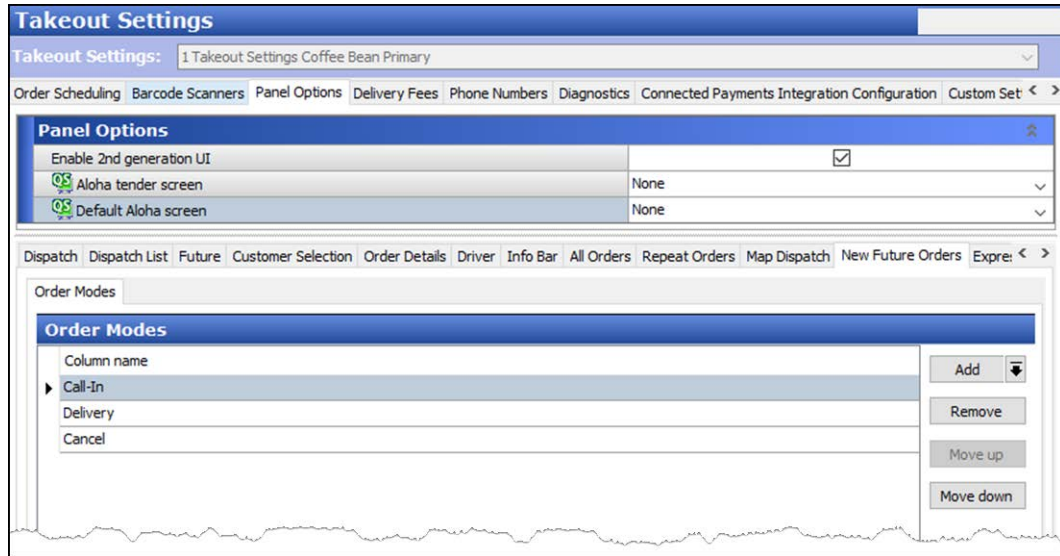 Takeout Settings
Takeout Settings: 1 Takeout Settings Coffee Bean Primary
Order Scheduling Barcode Scanners Panel Options Delivery Fees Phone Numbers Diagnostics Connected Payments Integration Configuration Custom Set
Panel Options
Enable 2nd generation UI
QS Aloha tender screen None
QS Default Aloha screen None
Dispatch Dispatch List Future Customer Selection Order Details Driver Info Bar All Orders Repeat Orders Map Dispatch New Future Orders Expre
Order Modes
Order Modes
Column name
Add
Call-In
Delivery
Remove
Cancel
Move up
Move down